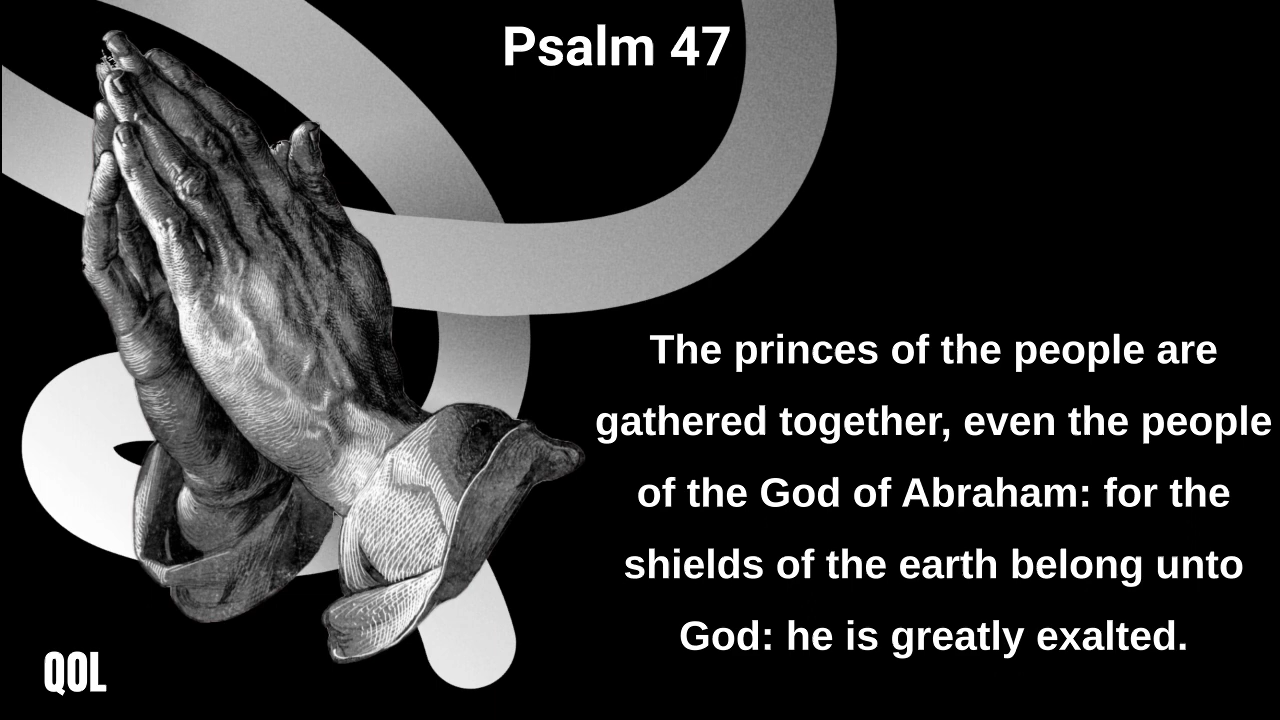 Psalm 47
The princes of the people are
gathered together, even the people
of the God of Abraham: for the
shields of the earth belong unto
God: he is greatly exalted.
QOL